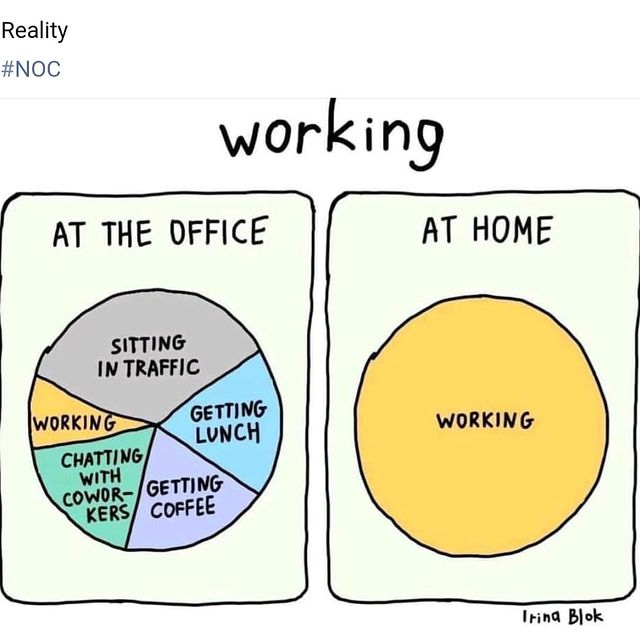 Reality
#NOC
working
AT THE OFFICE
SITTING
IN TRAFFIC
WORKING
GETTING
LUNCH
CHATTING
WITH
COWOR-
KERS
GETTING
COFFEE
AT HOME
WORKING
Irina Blok